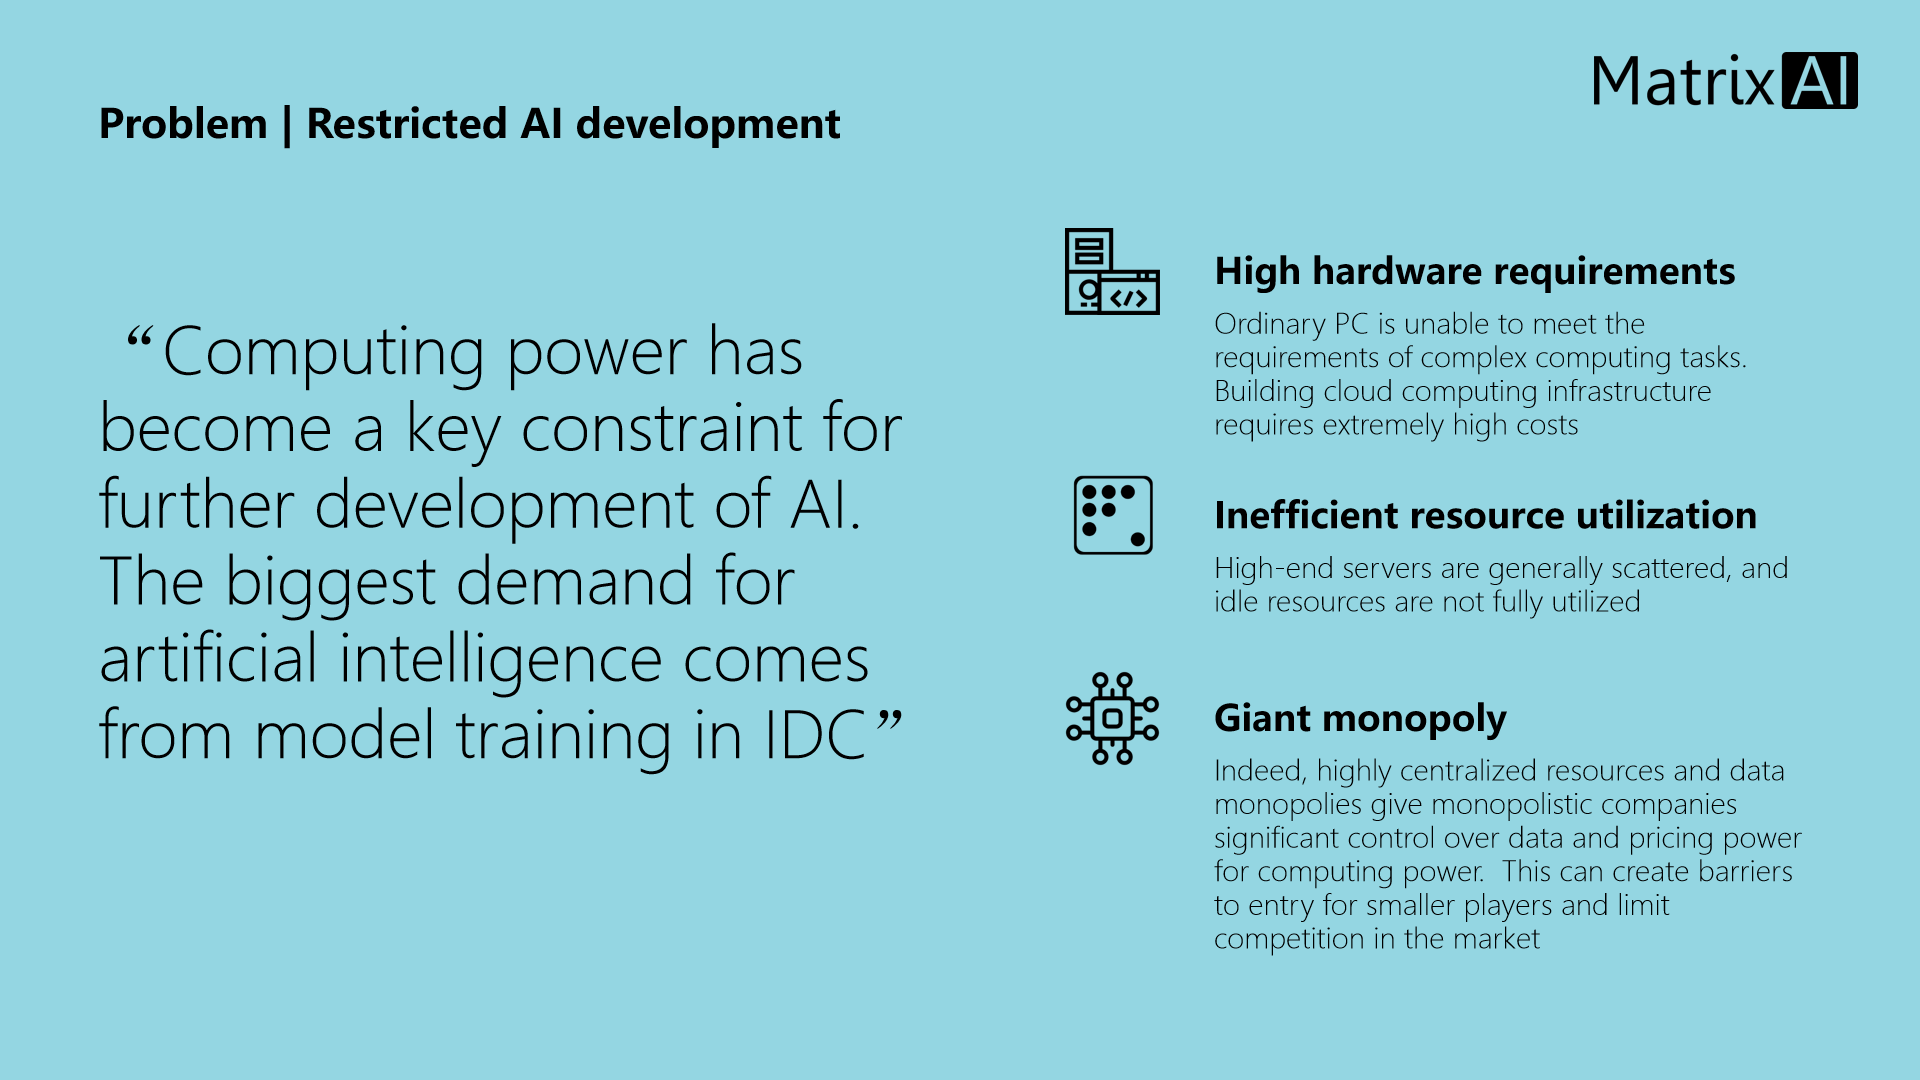 MatrixAI
Problem | Restricted AI development
“Computing power has
become a key constraint for
further development of AI.
The biggest demand for
artificial intelligence comes
from model training in IDC”
High hardware requirements
Ordinary PC is unable to meet the
requirements of complex computing tasks.
Building cloud computing infrastructure
requires extremely high costs
Inefficient resource utilization
High-end servers are generally scattered, and
idle resources are not fully utilized
Giant monopoly
Indeed, highly centralized resources and data
monopolies give monopolistic companies
significant control over data and pricing power
for computing power.  This can create barriers
to entry for smaller players and limit
competition in the market